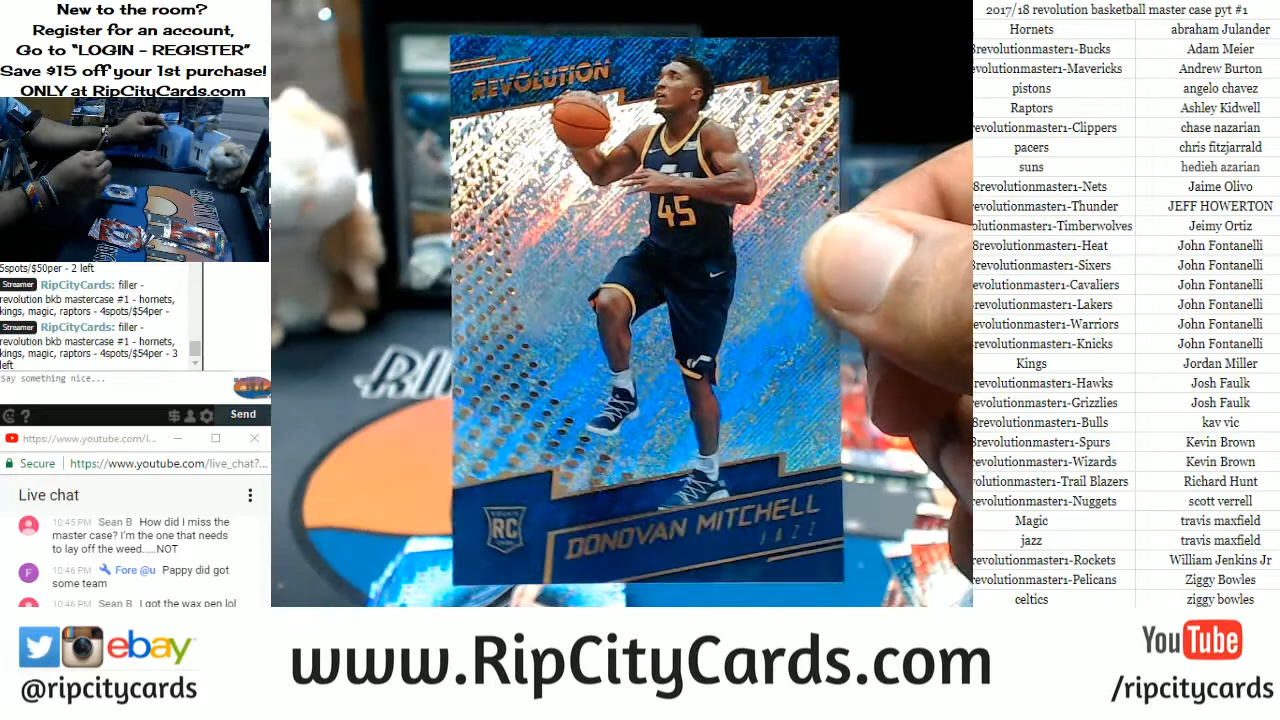 New to the room?
Register for an account,
Go to “LOGIN - REGISTER”
Save $15 off your 1st purchase!
ONLY at RipCityCards.com
5spots/$50per - 2 left
Streamer RipCityCards: filler -
revolution bkb mastercase #1 - hornets,
kings, magic, raptors - 4spots/$54per -
Streamer RipCityCards: filler -
revolution bkb mastercase #1 - hornets,
kings, magic, raptors - 4spots/$54per - 3
left
Say something nice...
Send
https://www.youtube.com/l...
Secure https://www.youtube.com/live_chat?...
Live chat
10:45 PM Sean B How did I miss the
master case? I'm the one that needs
to lay off the weed.....NOT
F 10:46 PM Fore @u Pappy did got
some team
10:46 PM Sean B I got the wax pen lol
REVOLUTION
45
RC
DONOVAN MITCHELL
JAZZ
2017/18 revolution basketball master case pyt #1
Hornets abraham Julander
8revolutionmaster1-Bucks Adam Meier
evolutionmaster1-Mavericks Andrew Burton
pistons angelo chavez
Raptors Ashley Kidwell
revolutionmaster1-Clippers chase nazarian
pacers chris fitzjarrald
suns hedieh azarian
8revolutionmaster1-Nets Jaime Olivo
revolutionmaster1-Thunder JEFF HOWERTON
olutionmaster1-Timberwolves Jeimy Ortiz
8revolutionmaster1-Heat John Fontanelli
revolutionmaster1-Sixers John Fontanelli
revolutionmaster1-Cavaliers John Fontanelli
revolutionmaster1-Lakers John Fontanelli
revolutionmaster1-Warriors John Fontanelli
revolutionmaster1-Knicks John Fontanelli
Kings Jordan Miller
revolutionmaster1-Hawks Josh Faulk
revolutionmaster1-Grizzlies Josh Faulk
8revolutionmaster1-Bulls kav vic
8revolutionmaster1-Spurs Kevin Brown
revolutionmaster1-Wizards Kevin Brown
evolutionmaster1-Trail Blazers Richard Hunt
revolutionmaster1-Nuggets scott verrell
Magic travis maxfield
jazz travis maxfield
revolutionmaster1-Rockets William Jenkins Jr
revolutionmaster1-Pelicans Ziggy Bowles
celtics ziggy bowles
ebay
@ripcitycards
www.RipCityCards.com
YouTube
/ripcitycards